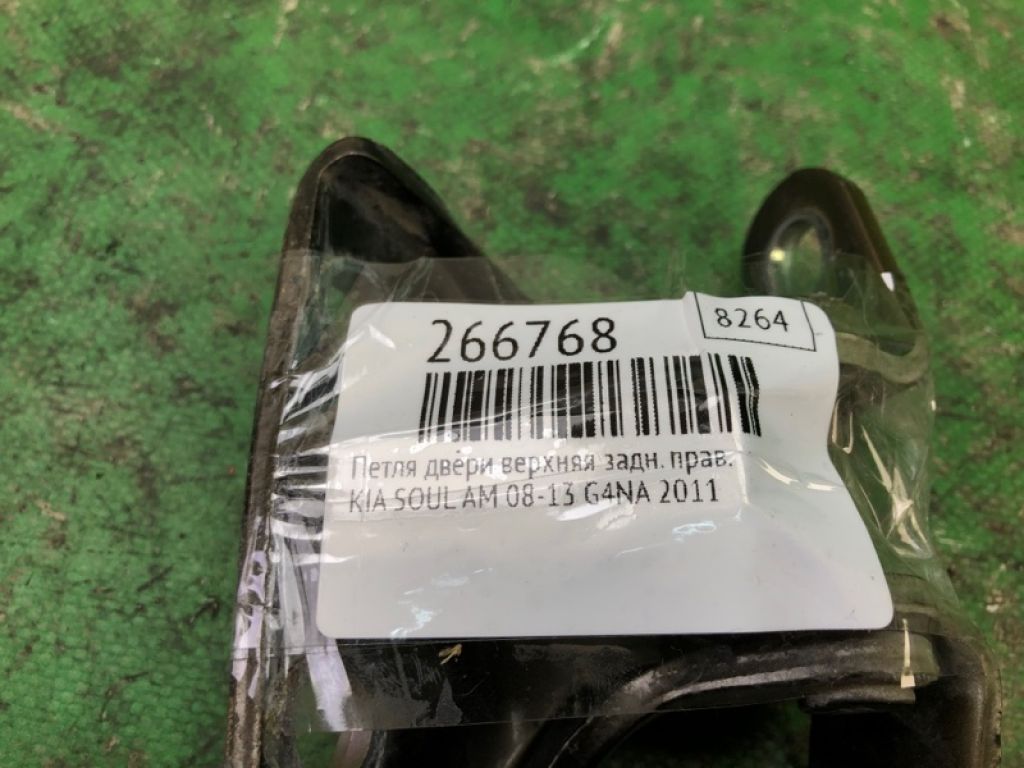 266768
8264
Петля двери верхняя задн. прав.
KIA SOUL AM 08-13 G4NA 2011